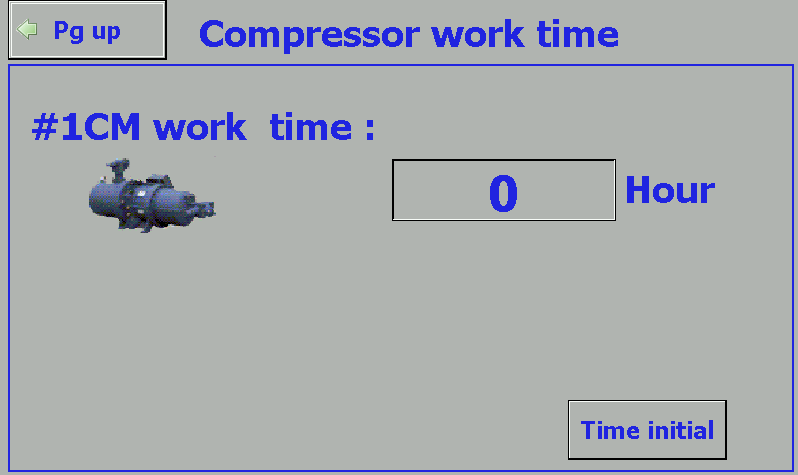 Pg up
Compressor work time
#1CM work time :
0 Hour
Time initial